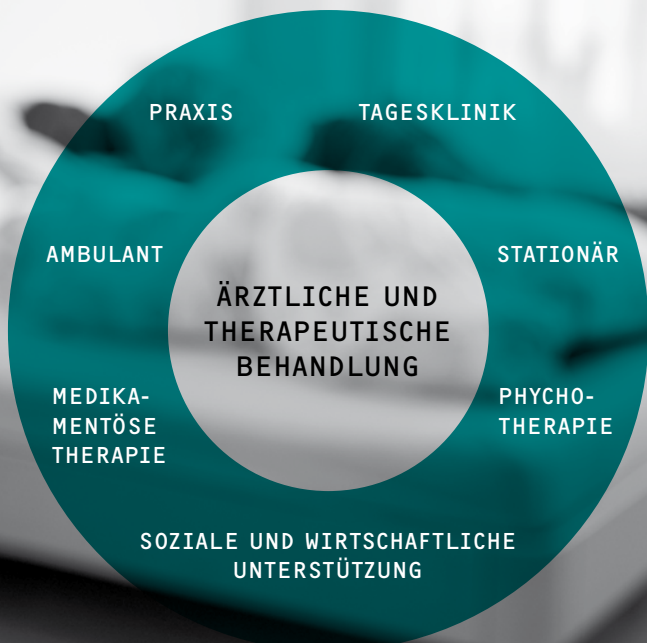 PRAXIS
TAGESKLINIK
AMBULANT
STATIONÄR
ÄRZTLICHE UND
THERAPEUTISCHE
BEHANDLUNG
MEDIKA-
MENTÖSE
THERAPIE
PHYCHO-
THERAPIE
SOZIALE UND WIRTSCHAFTLICHE
UNTERSTÜTZUNG